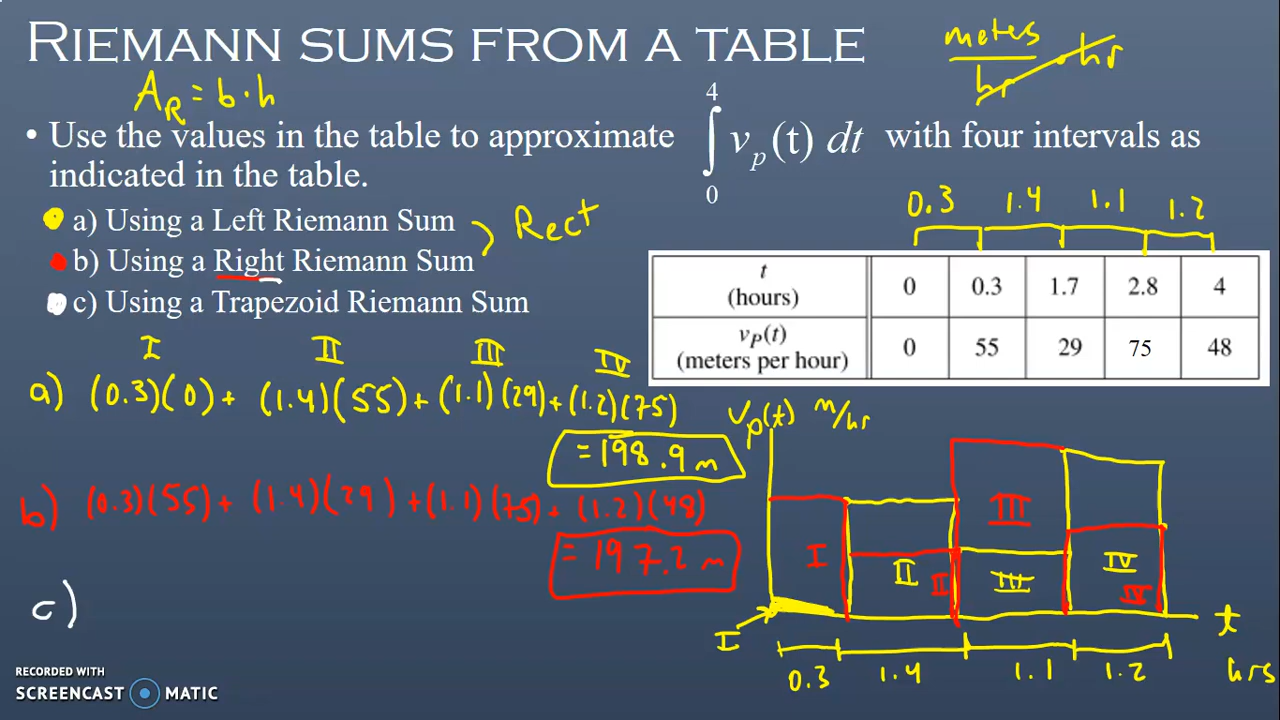 RIEMANN SUMS FROM A TABLE
meters
hr
• hr
A_R = b · h
• Use the values in the table to approximate ∫₀⁴ v_p(t) dt with four intervals as
indicated in the table.
a) Using a Left Riemann Sum
b) Using a Right Riemann Sum
c) Using a Trapezoid Riemann Sum
Rect
0.3 1.4 1.1 1.2
t (hours) 0 0.3 1.7 2.8 4
v_P(t) (meters per hour) 0 55 29 75 48
I II III IV
a) (0.3)(0) + (1.4)(55) + (1.1)(29) + (1.2)(75)
= 198.9 m
b) (0.3)(55) + (1.4)(29) + (1.1)(75) + (1.2)(48)
= 197.2 m
c)
V_p(t) m/hr
III
I II II III IV IV
I
t
0.3 1.4 1.1 1.2 hrs
RECORDED WITH
SCREENCAST MATIC